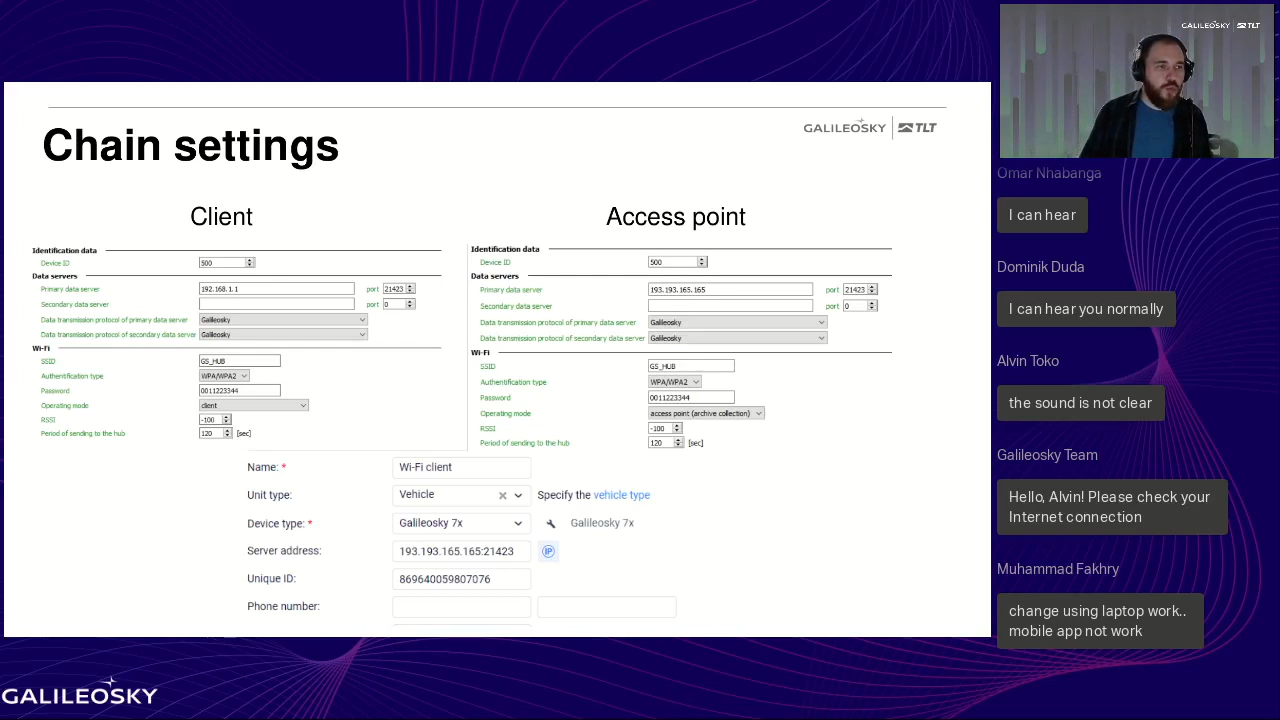 Chain settings
GALILEOSKY TLT
Client
Identification data
Device ID 500
Data servers
Primary data server 192.168.1.1 port 21423
Secondary data server port 0
Data transmission protocol of primary data server Galileosky
Data transmission protocol of secondary data server Galileosky
Wi-Fi
SSID GS_HUB
Authentification type WPA/WPA2
Password 0011223344
Operating mode client
RSSI -100
Period of sending to the hub 120 [sec]
Access point
Identification data
Device ID 500
Data servers
Primary data server 193.193.165.165 port 21423
Secondary data server port 0
Data transmission protocol of primary data server Galileosky
Data transmission protocol of secondary data server Galileosky
Wi-Fi
SSID GS_HUB
Authentification type WPA/WPA2
Password 0011223344
Operating mode access point (archive collection)
RSSI -100
Period of sending to the hub 120 [sec]
Name: * Wi-Fi client
Unit type: Vehicle Specify the vehicle type
Device type: * Galileosky 7x Galileosky 7x
Server address: 193.193.165.165:21423 IP
Unique ID: 869640059807076
Phone number:
GALILEOSKY
GALILEOSKY TLT
Omar Nhabanga
I can hear
Dominik Duda
I can hear you normally
Alvin Toko
the sound is not clear
Galileosky Team
Hello, Alvin! Please check your
Internet connection
Muhammad Fakhry
change using laptop work..
mobile app not work